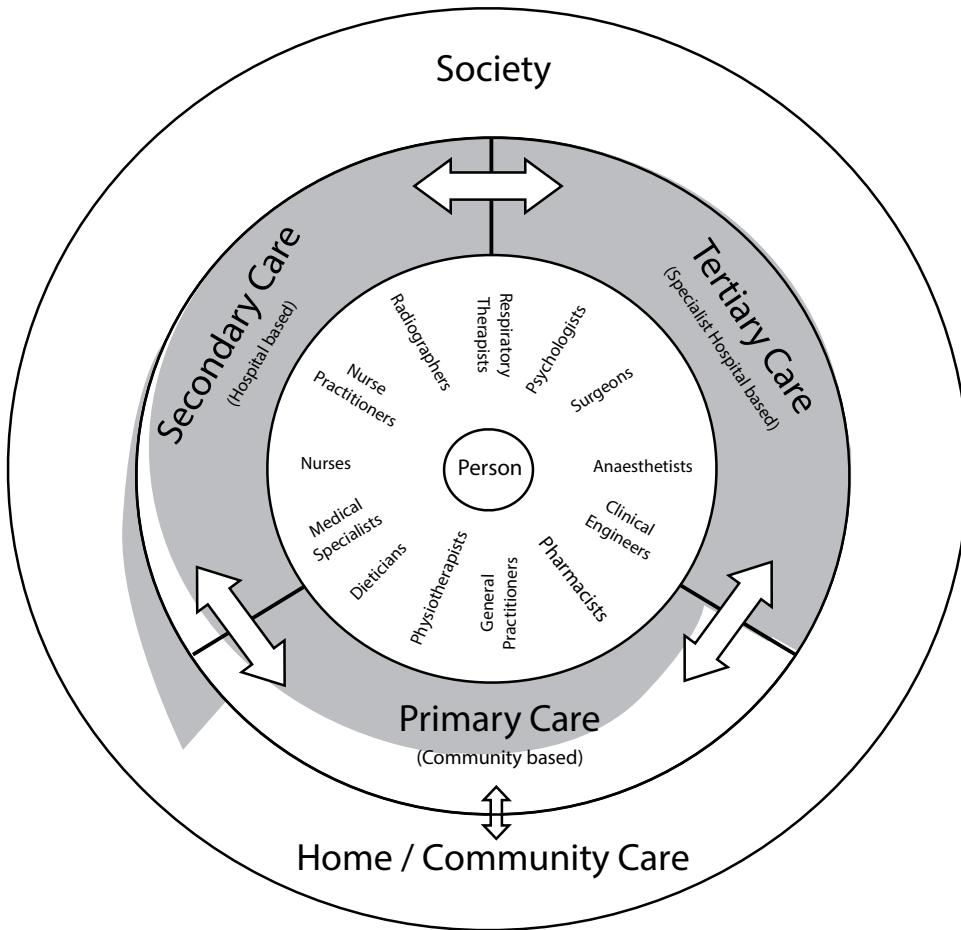 Society
Secondary Care
(Hospital based)
Tertiary Care
(Specialist Hospital based)
Radiographers
Respiratory
Therapists
Psychologists
Surgeons
Nurse
Practitioners
Nurses
Person
Anaesthetists
Medical
Specialists
Clinical
Engineers
Dieticians
Physiotherapists
General
Practitioners
Pharmacists
Primary Care
(Community based)
Home / Community Care